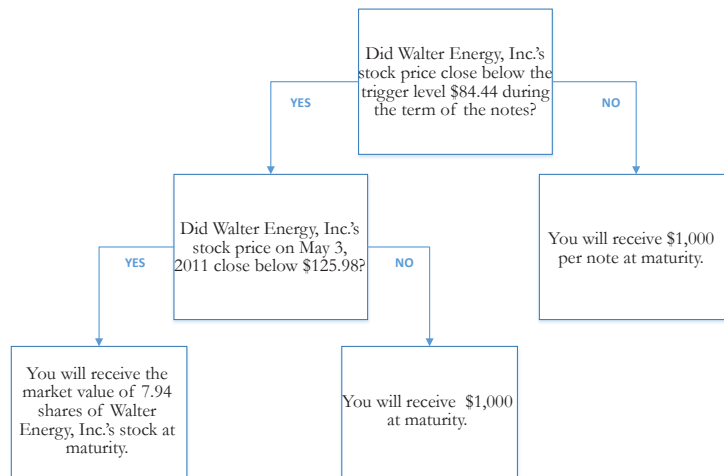 Did Walter Energy, Inc.'s
stock price close below the
trigger level $84.44 during
the term of the notes?
YES
NO
Did Walter Energy, Inc.'s
stock price on May 3,
2011 close below $125.98?
You will receive $1,000
per note at maturity.
YES
NO
You will receive the
market value of 7.94
shares of Walter
Energy, Inc.'s stock at
maturity.
You will receive $1,000
at maturity.